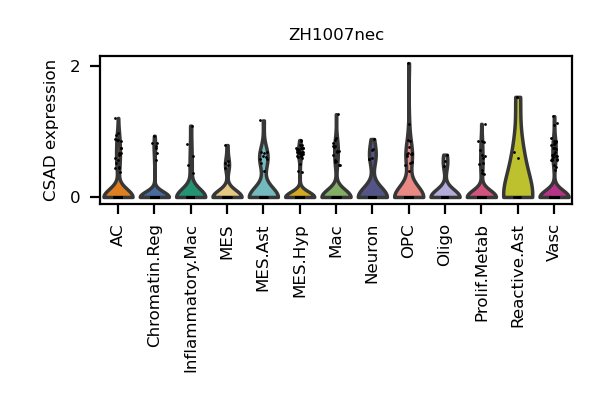 ZH1007nec
CSAD expression
2
0
AC
Chromatin.Reg
Inflammatory.Mac
MES
MES.Ast
MES.Hyp
Mac
Neuron
OPC
Oligo
Prolif.Metab
Reactive.Ast
Vasc